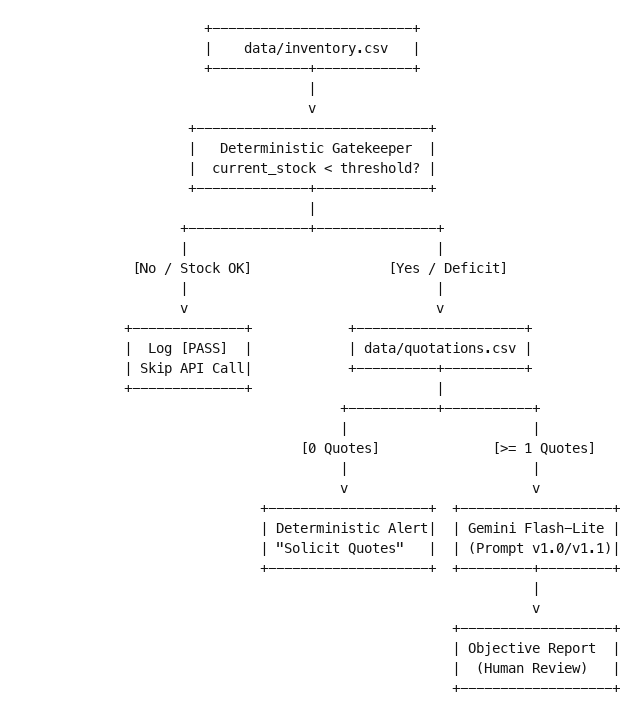 data/inventory.csv
Deterministic Gatekeeper
current_stock < threshold?
[No / Stock OK] [Yes / Deficit]
Log [PASS] data/quotations.csv
Skip API Call
[0 Quotes] [>= 1 Quotes]
Deterministic Alert Gemini Flash-Lite
"Solicit Quotes" (Prompt v1.0/v1.1)
Objective Report
(Human Review)